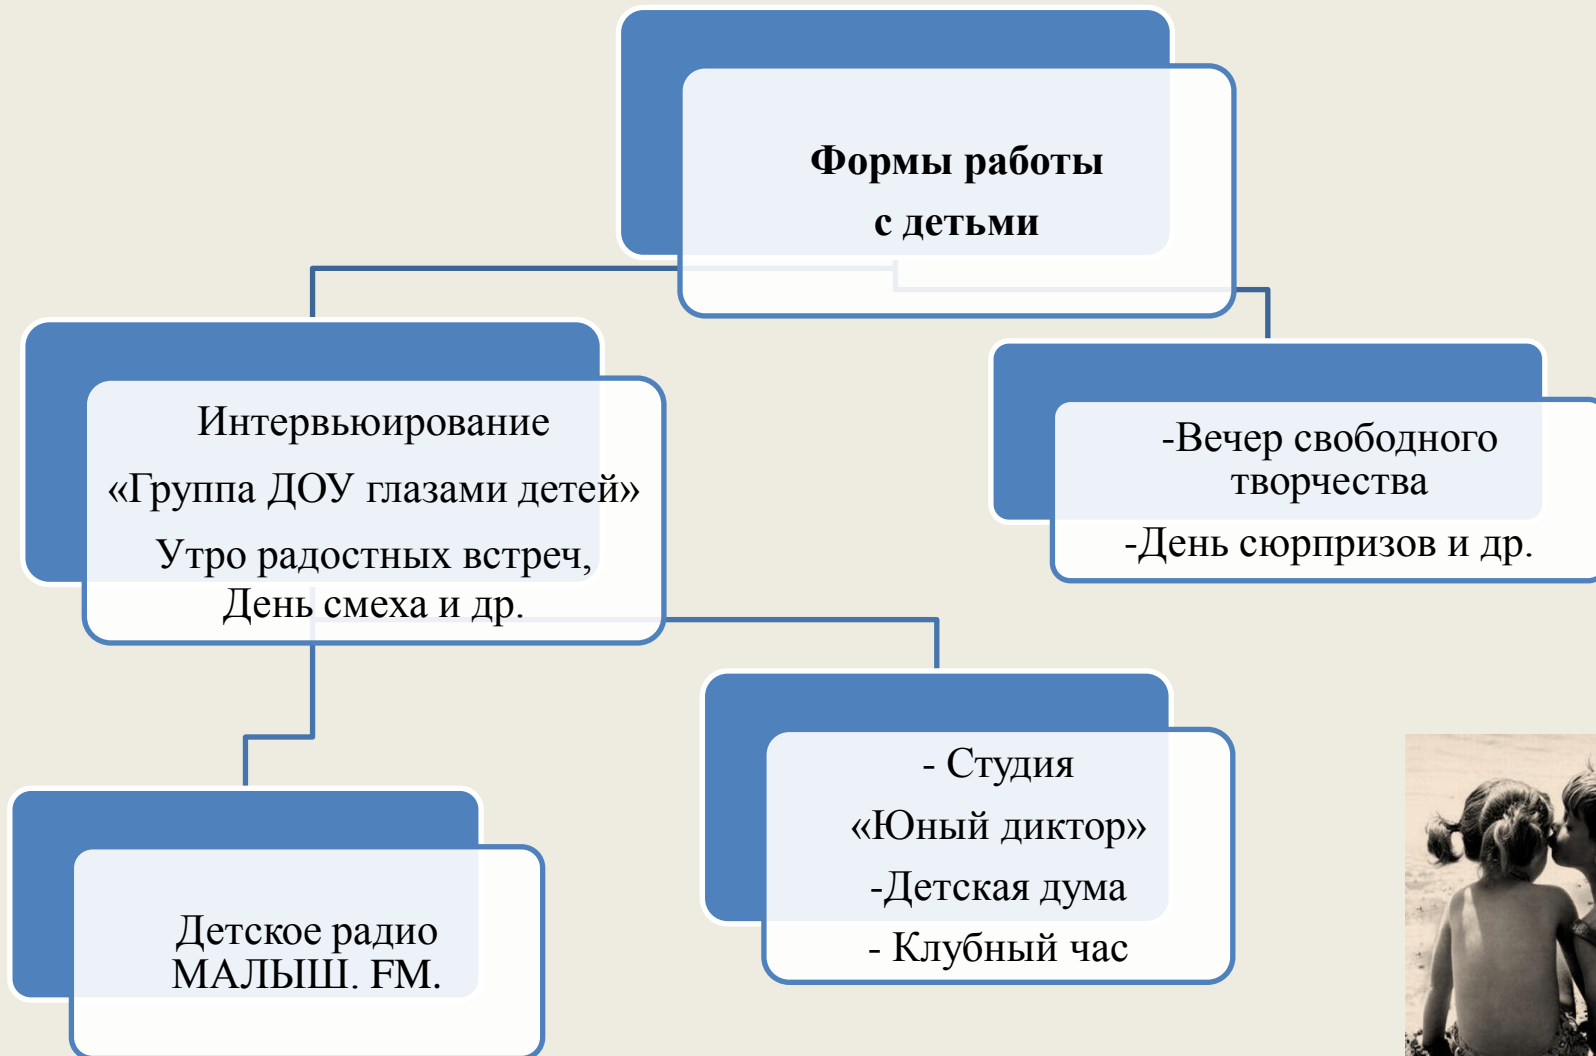 Формы работы
с детьми
Интервьюирование
«Группа ДОУ глазами детей»
Утро радостных встреч,
День смеха и др.
-Вечер свободного
творчества
-День сюрпризов и др.
- Студия
«Юный диктор»
-Детская дума
- Клубный час
Детское радио
МАЛЫШ. FM.